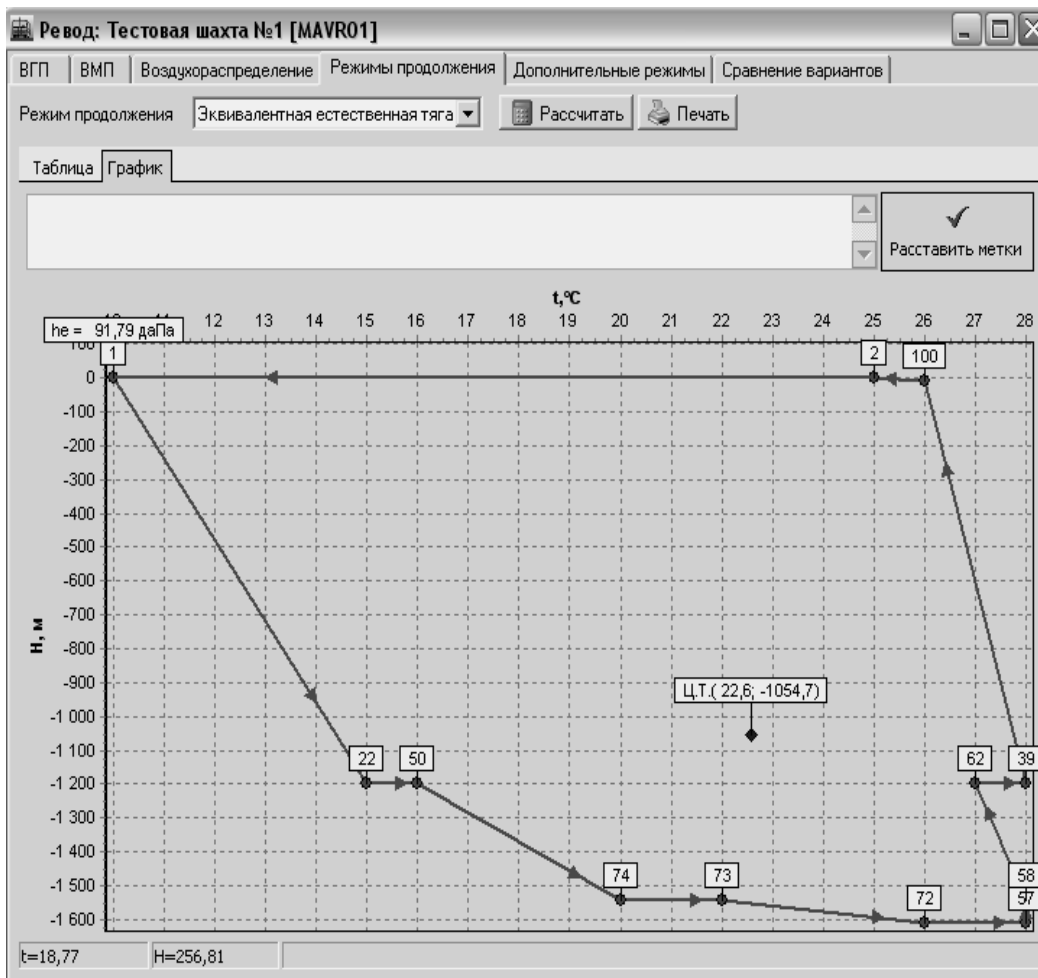 Ревод: Тестовая шахта №1 [MAVR01]
ВГП ВМП Воздухораспределение Режимы продолжения Дополнительные режимы Сравнение вариантов
Режим продолжения Эквивалентная естественная тяга Рассчитать Печать
Таблица График
Расставить метки
t,ºC
12 13 14 15 16 17 18 19 20 21 22 23 24 25 26 27 28
he = 91,79 даПа
100
1 2 100
0
-100
-200
-300
-400
-500
-600
-700
-800
H, м
-900
Ц.Т.( 22,6; -1054,7)
-1 000
-1 100
22 50 62 39
-1 200
-1 300
-1 400
74 73 58
-1 500
72 57
-1 600
t=18,77 H=256,81